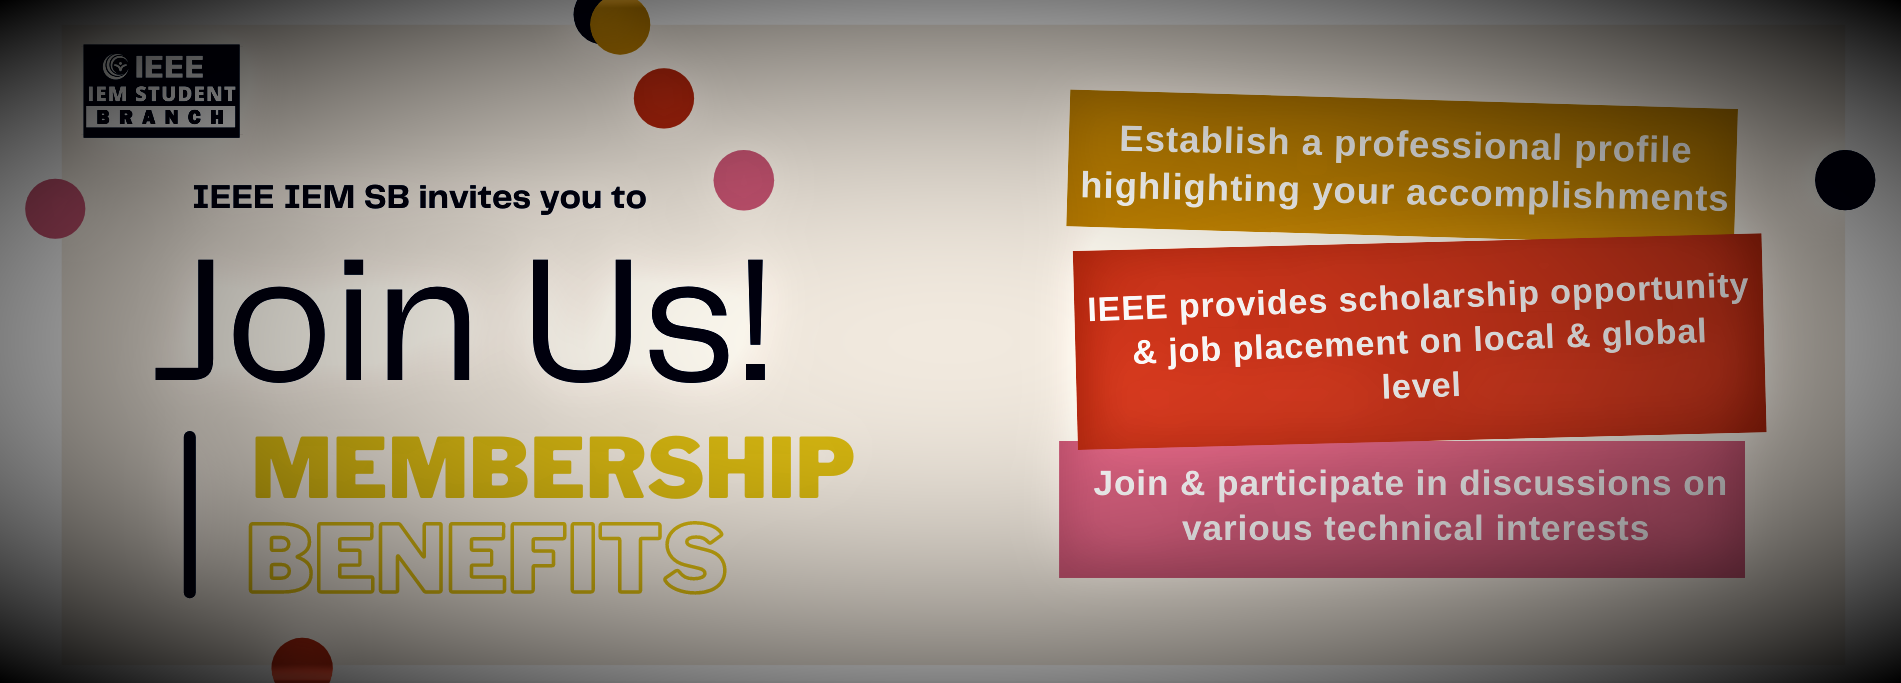 IEEE
IEM STUDENT
BRANCH
IEEE IEM SB invites you to
Join Us!
MEMBERSHIP
BENEFITS
Establish a professional profile
highlighting your accomplishments
IEEE provides scholarship opportunity
& job placement on local & global
level
Join & participate in discussions on
various technical interests